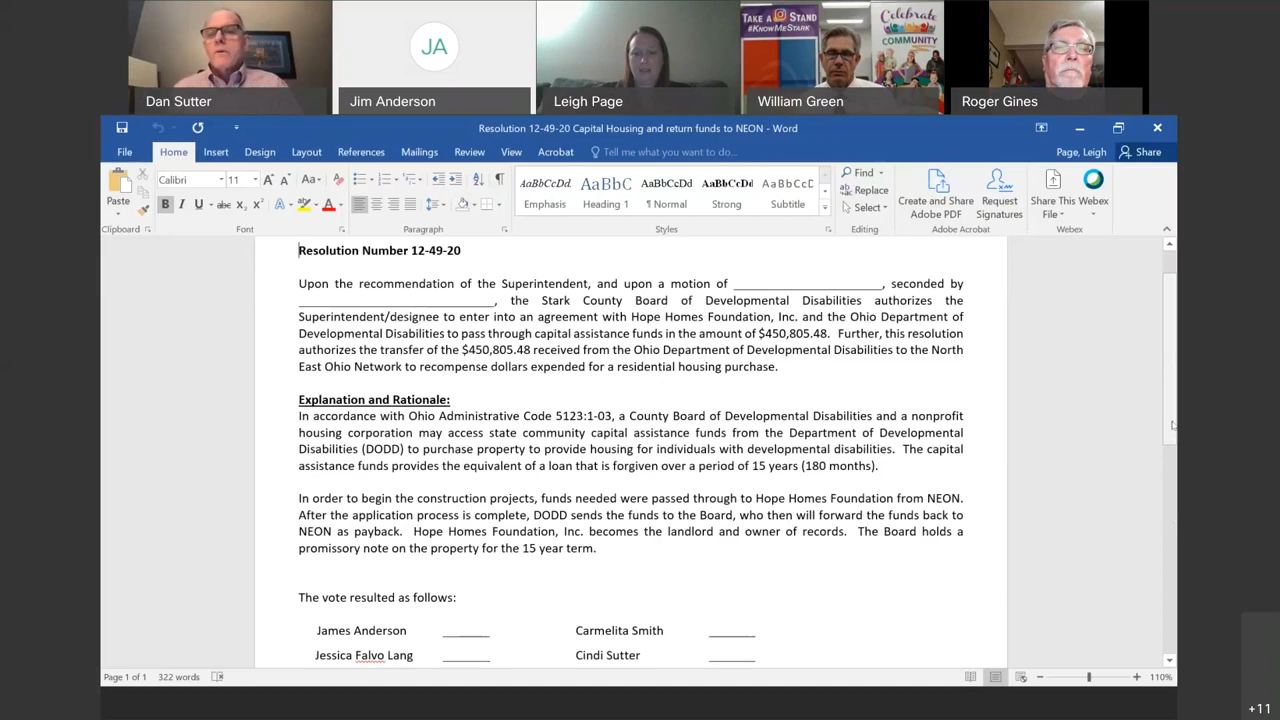 TAKE A STAND
#KNOWMESTARK
Celebrate
COMMUNITY
JA
Dan Sutter
Jim Anderson
Leigh Page
William Green
Roger Gines
Resolution 12-49-20 Capital Housing and return funds to NEON - Word
File Home Insert Design Layout References Mailings Review View Acrobat Tell me what you want to do... Page, Leigh Share
Calibri 11 Aa
Paste
B I U abc X2 X2 A A
AaBbCcDd. AaBbC AaBbCcDd AaBbCcDd AaBbCcD
Emphasis Heading 1 ¶ Normal Strong Subtitle
Find
Replace
Select
Create and Share Adobe PDF
Request Signatures
Share This File
Webex
Clipboard Font Paragraph Styles Editing Adobe Acrobat Webex
Resolution Number 12-49-20
Upon the recommendation of the Superintendent, and upon a motion of ______________________, seconded by
_____________________________, the Stark County Board of Developmental Disabilities authorizes the
Superintendent/designee to enter into an agreement with Hope Homes Foundation, Inc. and the Ohio Department of
Developmental Disabilities to pass through capital assistance funds in the amount of $450,805.48. Further, this resolution
authorizes the transfer of the $450,805.48 received from the Ohio Department of Developmental Disabilities to the North
East Ohio Network to recompense dollars expended for a residential housing purchase.
Explanation and Rationale:
In accordance with Ohio Administrative Code 5123:1-03, a County Board of Developmental Disabilities and a nonprofit
housing corporation may access state community capital assistance funds from the Department of Developmental
Disabilities (DODD) to purchase property to provide housing for individuals with developmental disabilities. The capital
assistance funds provides the equivalent of a loan that is forgiven over a period of 15 years (180 months).
In order to begin the construction projects, funds needed were passed through to Hope Homes Foundation from NEON.
After the application process is complete, DODD sends the funds to the Board, who then will forward the funds back to
NEON as payback. Hope Homes Foundation, Inc. becomes the landlord and owner of records. The Board holds a
promissory note on the property for the 15 year term.
The vote resulted as follows:
James Anderson _______ Carmelita Smith _______
Jessica Falvo Lang _______ Cindi Sutter _______
Page 1 of 1 322 words 110%
+11